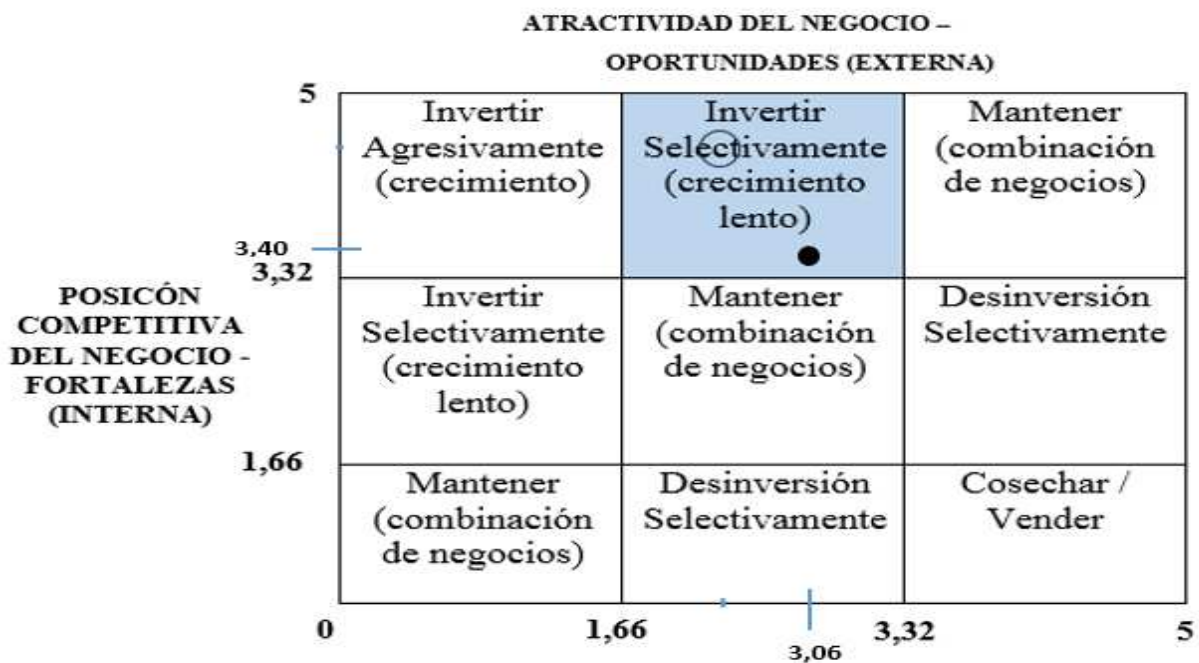 ATRACTIVIDAD DEL NEGOCIO –
OPORTUNIDADES (EXTERNA)
5
Invertir
Agresivamente
(crecimiento)
Invertir
Selectivamente
(crecimiento
lento)
Mantener
(combinación
de negocios)
3,40
3,32
POSICÓN
COMPETITIVA
DEL NEGOCIO -
FORTALEZAS
(INTERNA)
Invertir
Selectivamente
(crecimiento
lento)
Mantener
(combinación
de negocios)
Desinversión
Selectivamente
1,66
Mantener
(combinación
de negocios)
Desinversión
Selectivamente
Cosechar /
Vender
0
1,66
3,06
3,32
5